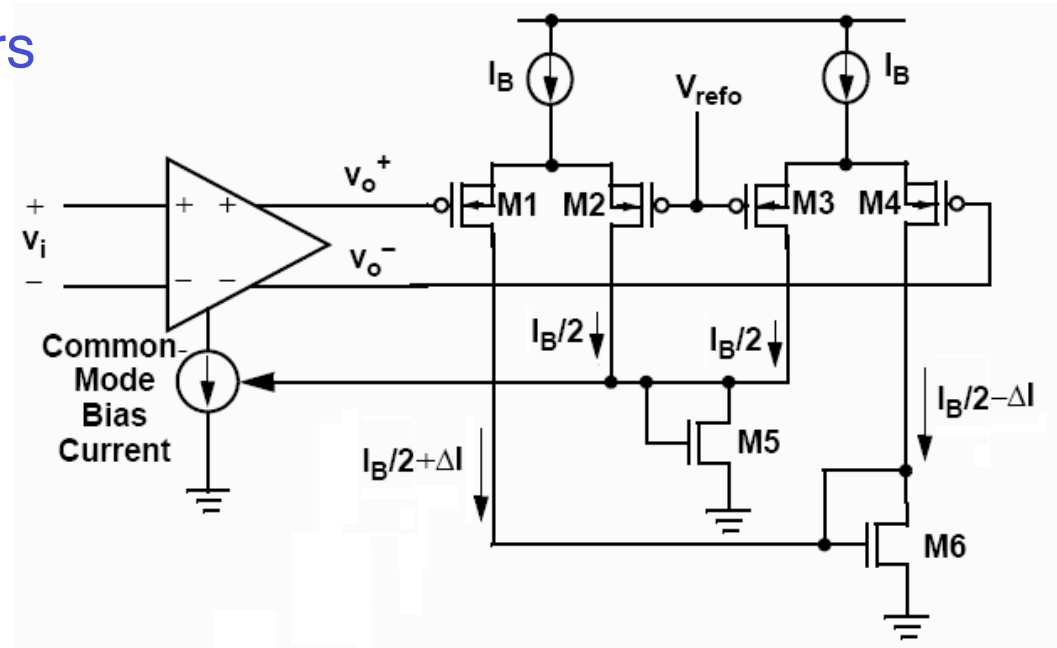 rs
I_B
I_B
V_refo
v_o^+
M1
M2
M3
M4
+
+
+
v_i
v_o^−
−
−
−
I_B/2
I_B/2
Common-
Mode
Bias
Current
I_B/2−ΔI
M5
I_B/2+ΔI
M6